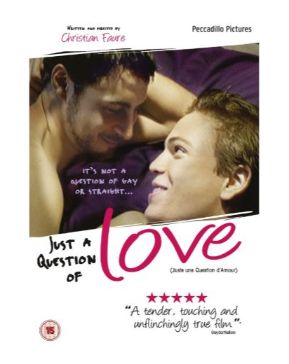 WRITTEN AND DIRECTED BY
Christian Faure
Peccadillo Pictures
IT'S NOT A
QUESTION OF GAY
OR STRAIGHT...
JUST A
QUESTION
OF
love
(Juste une Question d'Amour)
★★★★★
"A tender, touching and
unflinchingly true film"
15